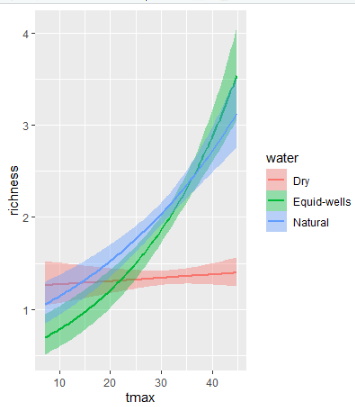 4
3
2
1
richness
10 20 30 40
tmax
water
Dry
Equid-wells
Natural